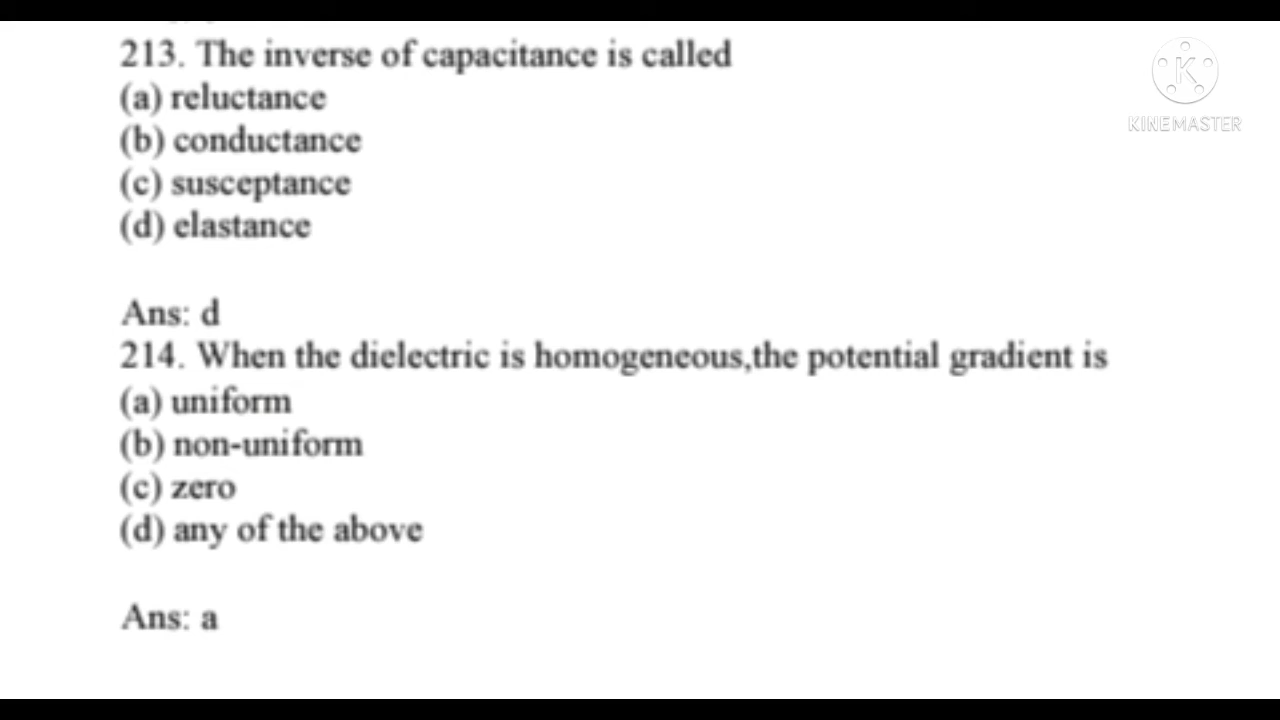 213. The inverse of capacitance is called
(a) reluctance
(b) conductance
(c) susceptance
(d) elastance
Ans: d
214. When the dielectric is homogeneous,the potential gradient is
(a) uniform
(b) non-uniform
(c) zero
(d) any of the above
Ans: a
K
KINEMASTER